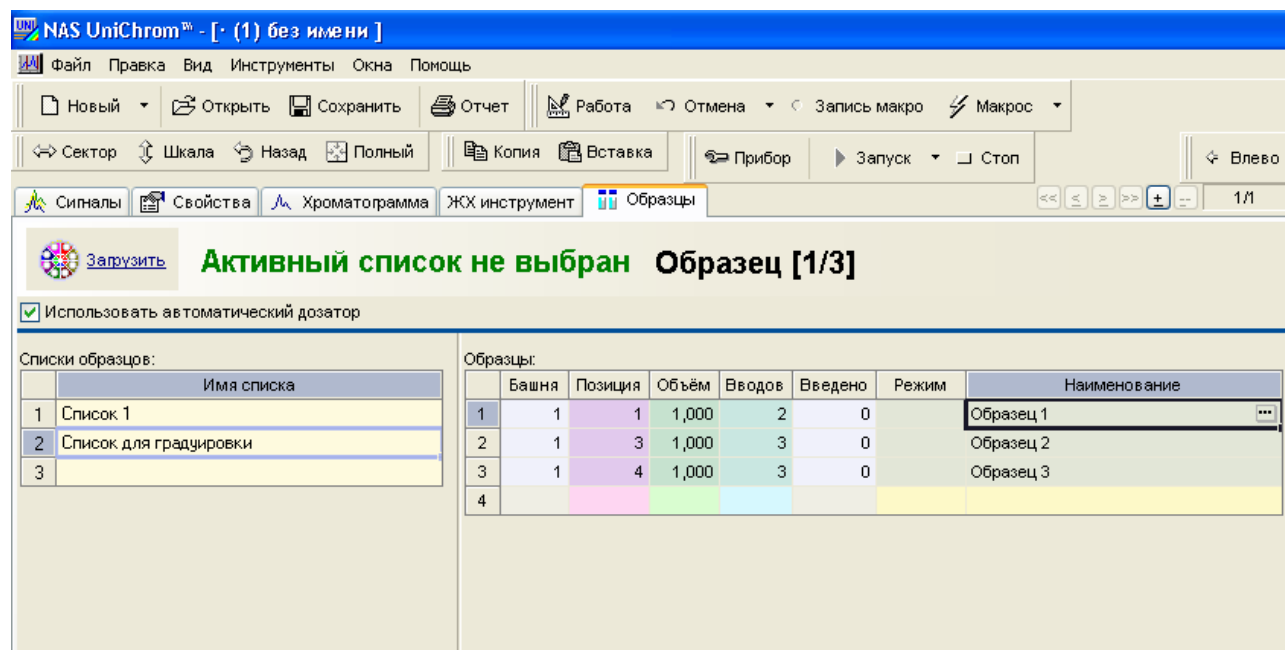 NAS UniChrom™ - [· (1) без имени ]
Файл Правка Вид Инструменты Окна Помощь
Новый Открыть Сохранить Отчет Работа Отмена Запись макро Макрос
Сектор Шкала Назад Полный Копия Вставка Прибор Запуск Стоп Влево
Сигналы Свойства Хроматограмма ЖХ инструмент Образцы << < > >> + -- 1/1
Загрузить Активный список не выбран Образец [1/3]
Использовать автоматический дозатор
Списки образцов: Образцы:
Имя списка Башня Позиция Объём Вводов Введено Режим Наименование
1 Список 1 1 1 1 1,000 2 0 Образец 1 ...
2 Список для градуировки 2 1 3 1,000 3 0 Образец 2
3 3 1 4 1,000 3 0 Образец 3
4